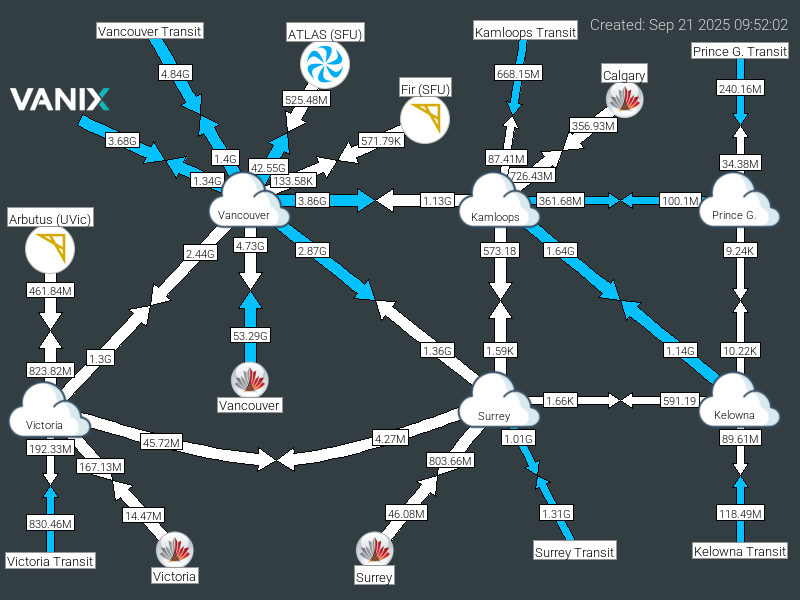 Created: Sep 21 2025 09:52:02
Vancouver Transit
ATLAS (SFU)
Kamloops Transit
Prince G. Transit
4.84G
668.15M
Calgary
240.16M
VANIX
525.48M
Fir (SFU)
356.93M
3.68G
571.79K
1.4G
42.55G
87.41M
34.38M
1.34G
133.58K
726.43M
3.86G
1.13G
361.68M
100.1M
Arbutus (UVic)
Vancouver
Kamloops
Prince G.
2.44G
4.73G
2.87G
573.18
1.64G
9.24K
461.84M
53.29G
1.3G
1.36G
1.59K
1.14G
10.22K
823.82M
Vancouver
1.66K
591.19
Victoria
Surrey
Kelowna
192.33M
45.72M
4.27M
1.01G
89.61M
167.13M
803.66M
830.46M
14.47M
46.08M
1.31G
118.49M
Victoria Transit
Victoria
Surrey
Surrey Transit
Kelowna Transit